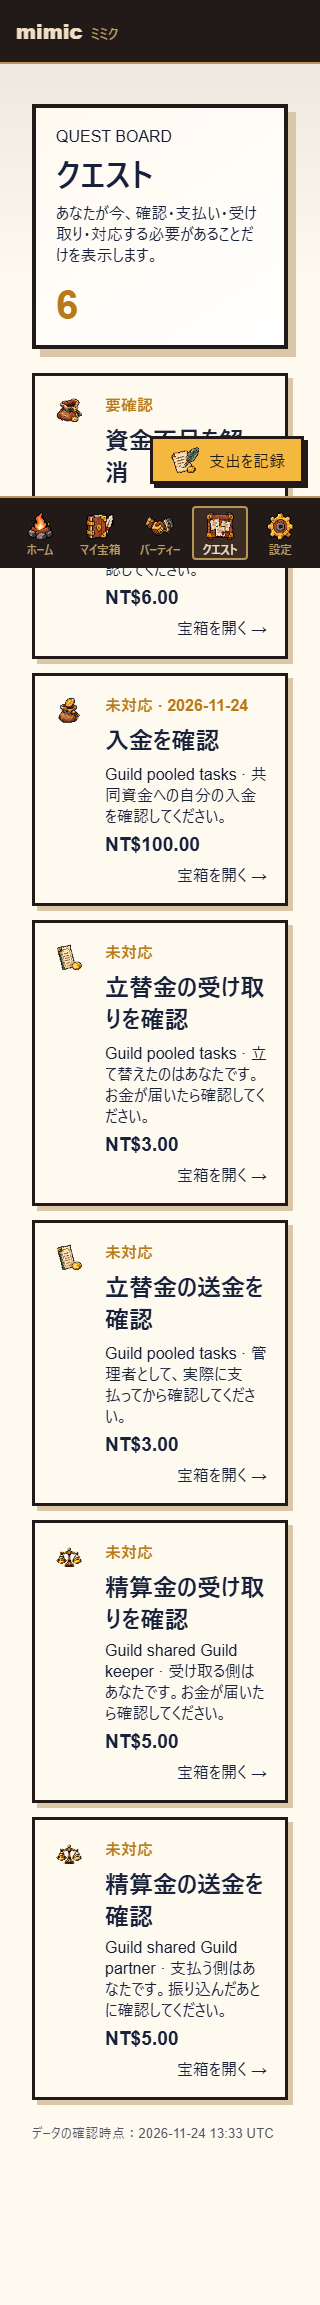 mimic ミミク
QUEST BOARD
クエスト
あなたが今、確認・支払い・受け
取り・対応する必要があることだ
けを表示します。
6
要確認
資金不足を解
消
支出を記録
ホーム
マイ宝箱
パーティー
クエスト
設定
認してください。
NT$6.00
宝箱を開く→
未対応 · 2026-11-24
入金を確認
Guild pooled tasks · 共
同資金への自分の入金
を確認してください。
NT$100.00
宝箱を開く→
未対応
立替金の受け取
りを確認
Guild pooled tasks · 立
て替えたのはあなたです。
お金が届いたら確認してく
ださい。
NT$3.00
宝箱を開く→
未対応
立替金の送金を
確認
Guild pooled tasks · 管
理者として、実際に支
払ってから確認してくださ
い。
NT$3.00
宝箱を開く→
未対応
精算金の受け取
りを確認
Guild shared Guild
keeper · 受け取る側は
あなたです。お金が届いた
ら確認してください。
NT$5.00
宝箱を開く→
未対応
精算金の送金を
確認
Guild shared Guild
partner · 支払う側はあ
なたです。振り込んだあと
に確認してください。
NT$5.00
宝箱を開く→
データの確認時点：2026-11-24 13:33 UTC